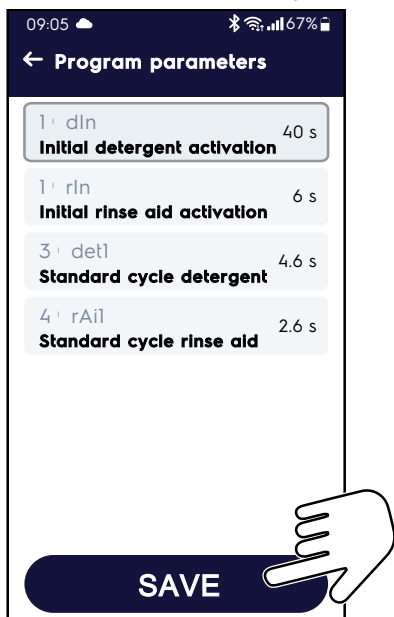 09:05 67%
← Program parameters
1 dIn
40 s
Initial detergent activation
1 rIn
6 s
Initial rinse aid activation
3 det1
4.6 s
Standard cycle detergent
4 rAi1
2.6 s
Standard cycle rinse aid
SAVE